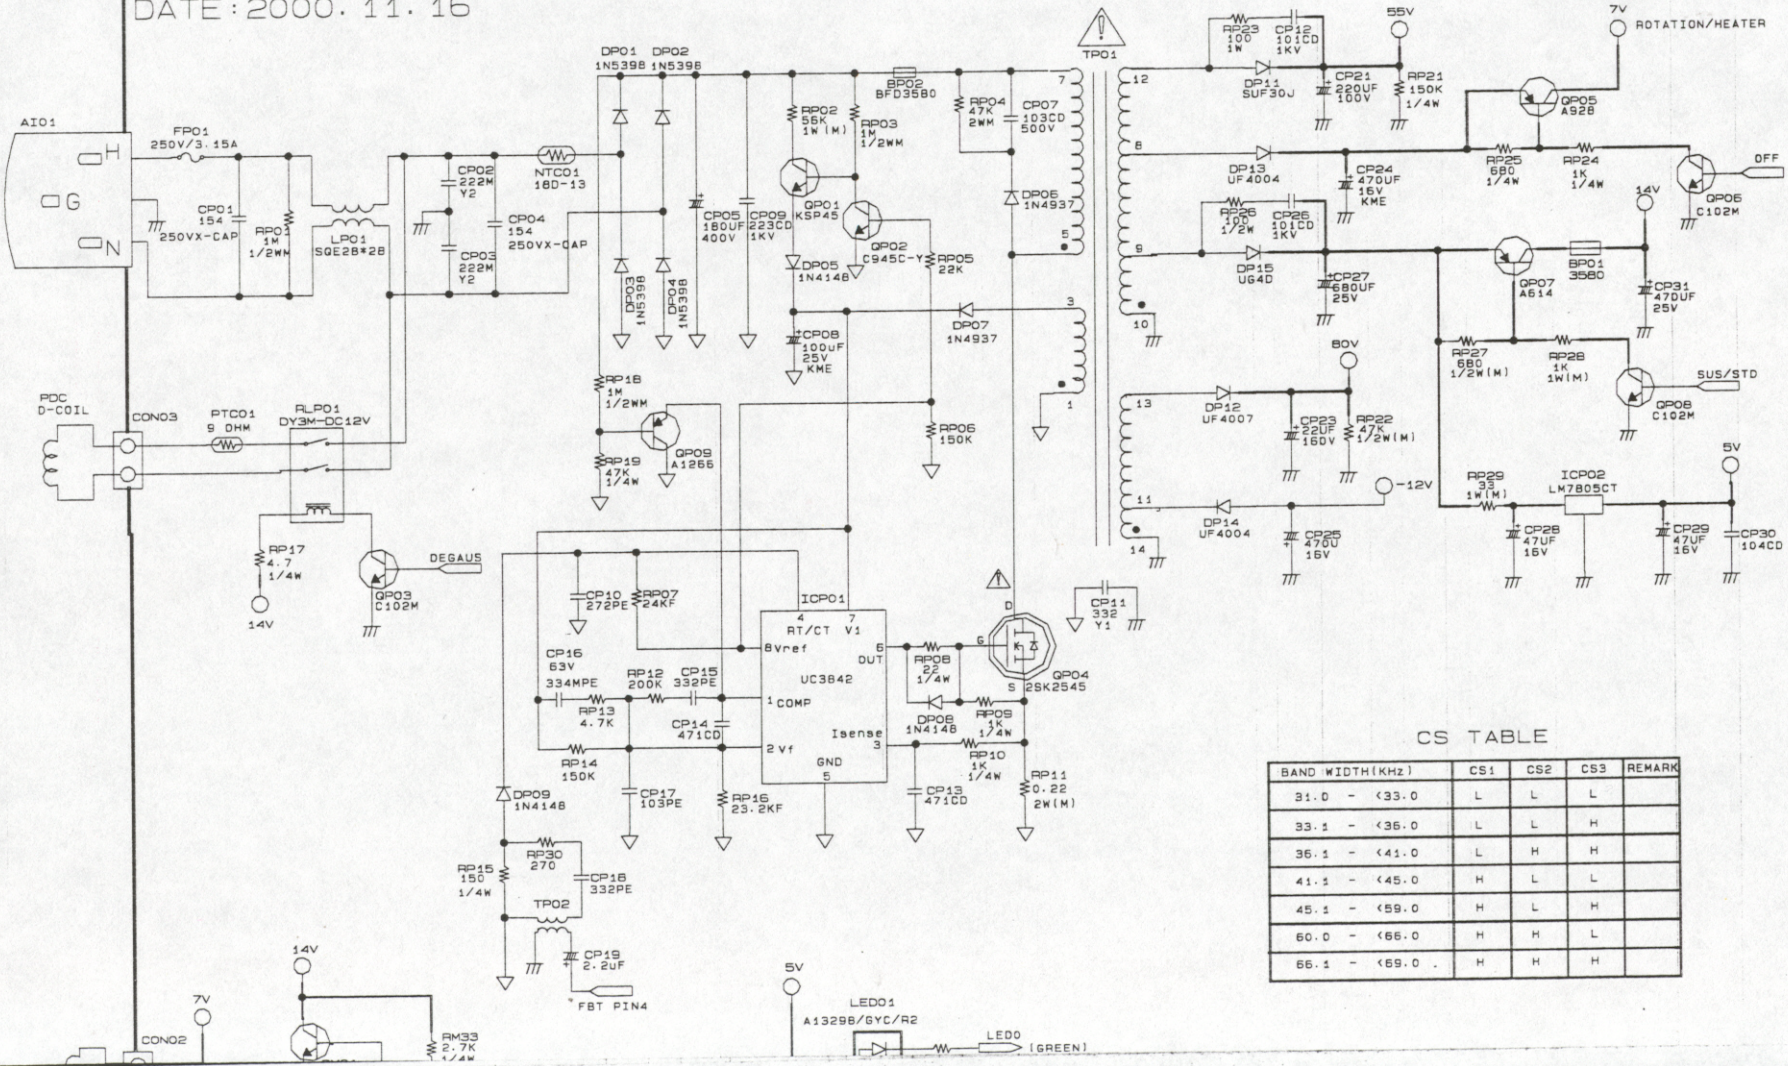 DATE:2000. 11. 16
AI01
H
G
N
FP01
250V/3.15A
CP01
154
250VX-CAP
RP01
1M
1/2WM
LP01
SQE28*28
CP02
222M
Y2
CP03
222M
Y2
CP04
154
250VX-CAP
NTC01
18D-13
DP01
1N5398
DP02
1N5398
DP03
1N5398
DP04
1N5398
CP05
180UF
400V
CP09
223CD
1KV
RP02
56K
1W(M)
RP03
1M
1/2WM
QP01
KSP45
QP02
C945C-Y
DP05
1N4148
CP08
100uF
25V
KME
RP05
22K
BP02
BFD3580
RP04
47K
2WM
CP07
103CD
500V
DP06
1N4937
DP07
1N4937
RP06
150K
TP01
7
5
3
1
12
8
9
10
13
11
14
RP23
100
1W
CP12
101CD
1KV
DP11
SUF30J
CP21
220UF
100V
55V
RP21
150K
1/4W
7V
ROTATION/HEATER
QP05
A928
DP13
UF4004
CP24
470UF
16V
KME
RP25
680
1/4W
RP24
1K
1/4W
QP06
C102M
OFF
RP26
100
1/2W
CP26
101CD
1KV
DP15
UG4D
CP27
680UF
25V
QP07
A614
BP01
3580
14V
CP31
470UF
25V
RP27
680
1/2W(M)
RP28
1K
1W(M)
QP08
C102M
SUS/STD
80V
DP12
UF4007
CP23
22UF
160V
RP22
47K
1/2W(M)
-12V
DP14
UF4004
CP25
470U
16V
RP29
33
1W(M)
ICP02
LM7805CT
5V
CP28
47UF
16V
CP29
47UF
16V
CP30
104CD
PDC
D-COIL
CON03
PTC01
9 OHM
RLP01
DY3M-DC12V
RP17
4.7
1/4W
14V
QP03
C102M
DEGAUS
RP18
1M
1/2WM
RP19
47K
1/4W
QP09
A1266
CP10
272PE
RP07
24KF
ICP01
4
7
RT/CT
V1
8
Vref
6
OUT
UC3842
1
COMP
2
Vf
Isense
3
GND
5
CP16
63V
334MPE
RP13
4.7K
RP12
200K
CP15
332PE
CP14
471CD
RP14
150K
CP17
103PE
RP16
23.2KF
RP08
22
1/4W
DP08
1N4148
RP09
1K
1/4W
RP10
1K
1/4W
CP13
471CD
RP11
0.22
2W(M)
D
G
S
2SK2545
QP04
CP11
332
Y1
DP09
1N4148
RP15
150
1/4W
RP30
270
CP18
332PE
TP02
CP19
2.2uF
FBT PIN4
CS TABLE
BAND WIDTH(KHz) CS1 CS2 CS3 REMARK
31.0 - <33.0 L L L
33.1 - <36.0 L L H
36.1 - <41.0 L H H
41.1 - <45.0 H L L
45.1 - <59.0 H L H
60.0 - <66.0 H H L
66.1 - <69.0 . H H H
CON02
7V
14V
RM33
2.7K
1/4W
5V
LED01
A1329B/GYC/R2
LEDO
(GREEN)